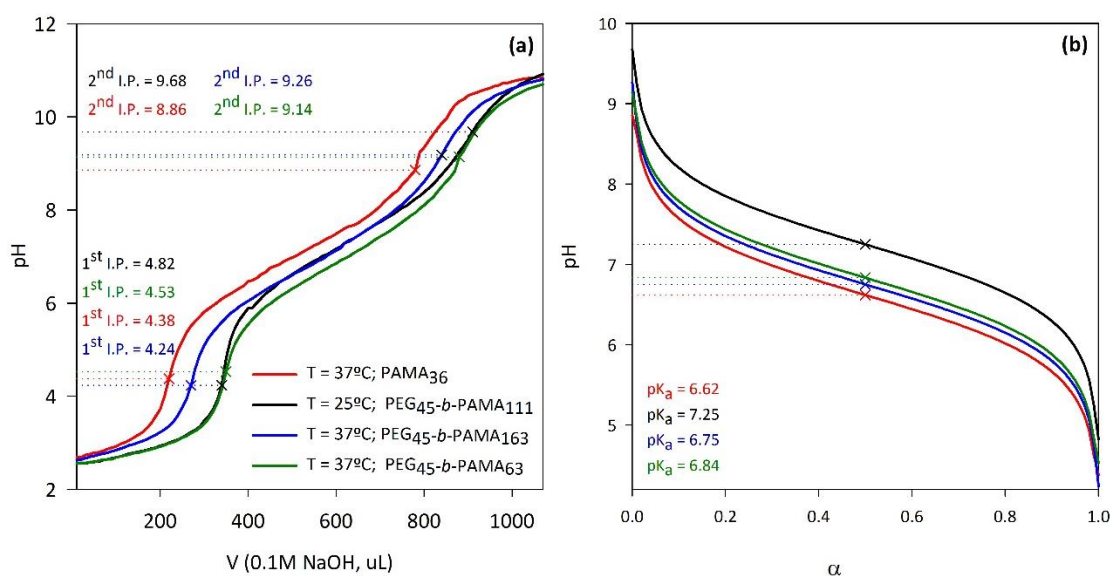 (a)
12
10
8
6
4
2
pH
2nd I.P. = 9.68 2nd I.P. = 9.26
2nd I.P. = 8.86 2nd I.P. = 9.14
1st I.P. = 4.82
1st I.P. = 4.53
1st I.P. = 4.38
1st I.P. = 4.24
T = 37ºC; PAMA36
T = 25ºC; PEG45-b-PAMA111
T = 37ºC; PEG45-b-PAMA163
T = 37ºC; PEG45-b-PAMA63
200 400 600 800 1000
V (0.1M NaOH, uL)
(b)
10
9
8
7
6
5
pH
pKa = 6.62
pKa = 7.25
pKa = 6.75
pKa = 6.84
0.0 0.2 0.4 0.6 0.8 1.0
α